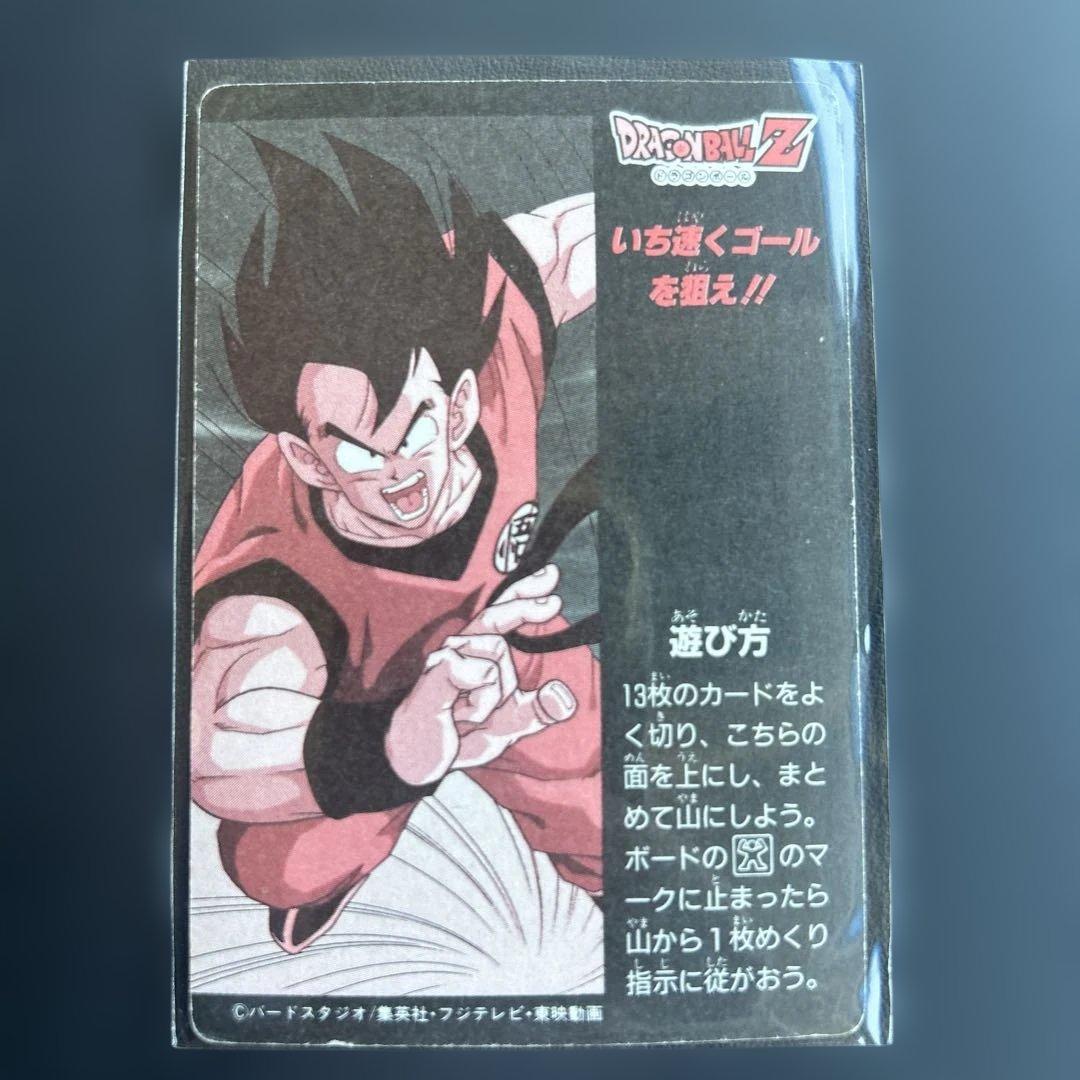 DRAGONBALL Z
ドラゴンボール
いち速くゴール
を狙え!!
悟
遊び方
13枚のカードをよ
く切り、こちらの
面を上にし、まと
めて山にしよう。
ボードの のマ
ークに止まったら
山から1枚めくり
指示に従がおう。
©バードスタジオ/集英社・フジテレビ・東映動画